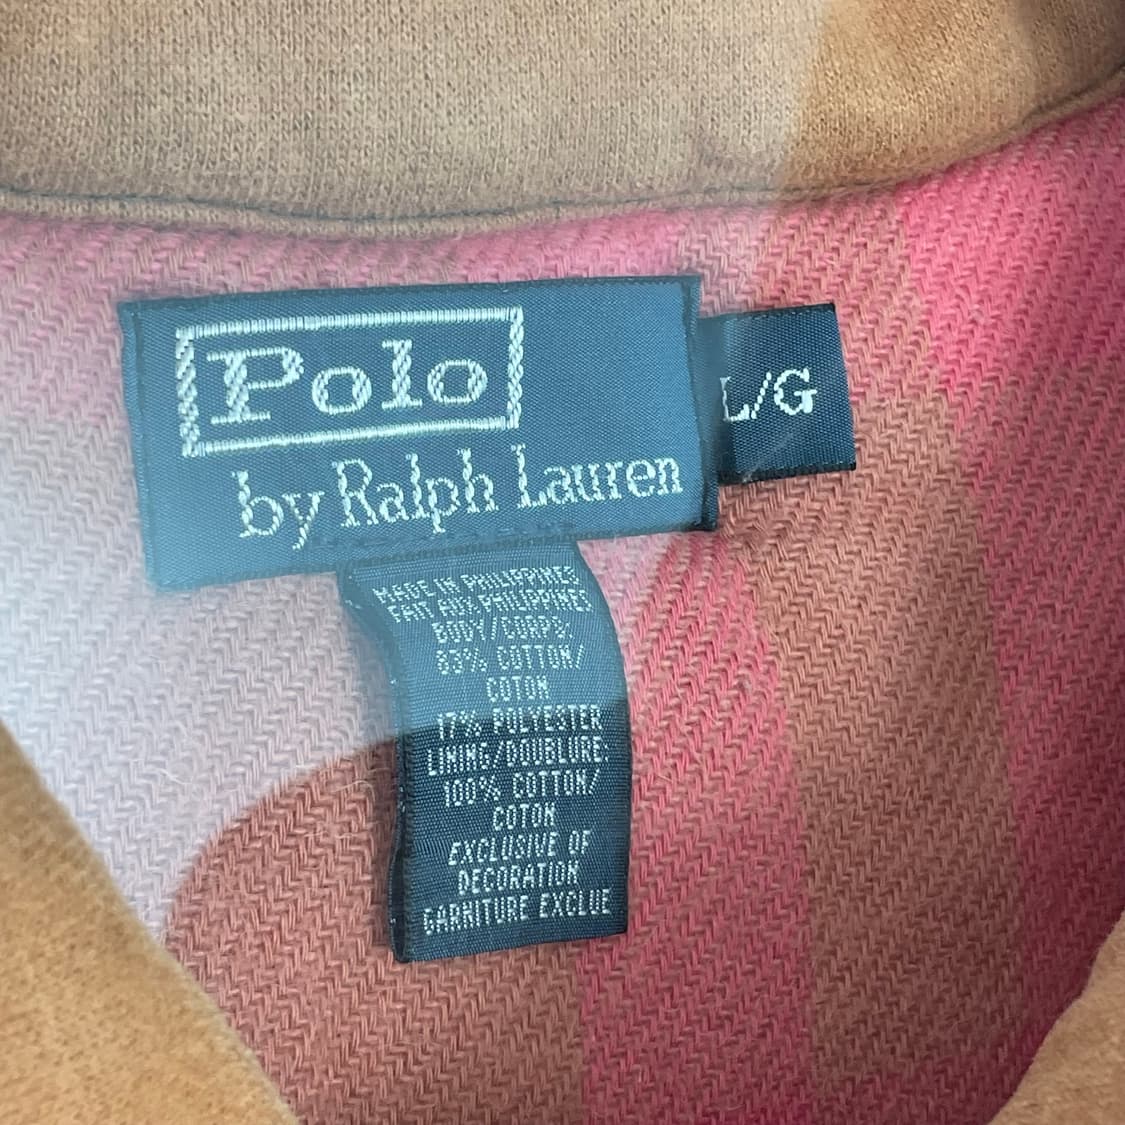 Polo
by Ralph Lauren
L/G
MADE IN PHILIPPINES
FAIT AUX PHILIPPINES
BODY/CORPS:
83% COTTON/
COTON
17% POLYESTER
LINING/DOUBLURE:
100% COTTON/
COTON
EXCLUSIVE OF
DECORATION
GARNITURE EXCLUE